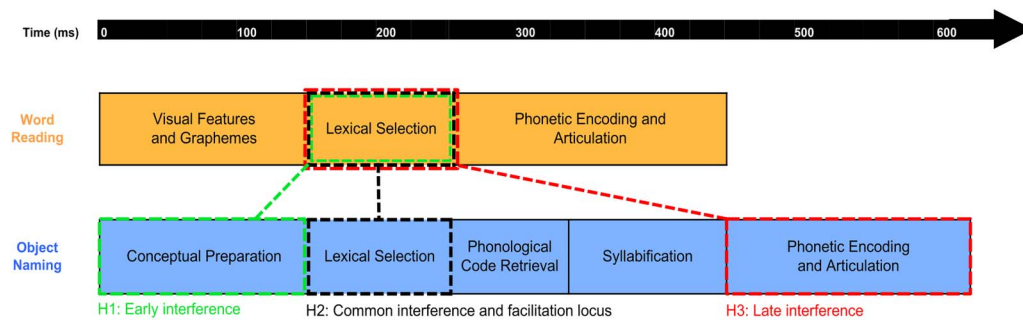 Time (ms) 0 100 200 300 400 500 600
Word
Reading
Visual Features
and Graphemes
Lexical Selection
Phonetic Encoding and
Articulation
Object
Naming
Conceptual Preparation
Lexical Selection
Phonological
Code Retrieval
Syllabification
Phonetic Encoding
and Articulation
H1: Early interference
H2: Common interference and facilitation locus
H3: Late interference